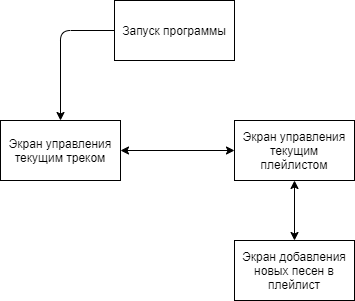 Запуск программы
Экран управления
текущим треком
Экран управления
текущим
плейлистом
Экран добавления
новых песен в
плейлист